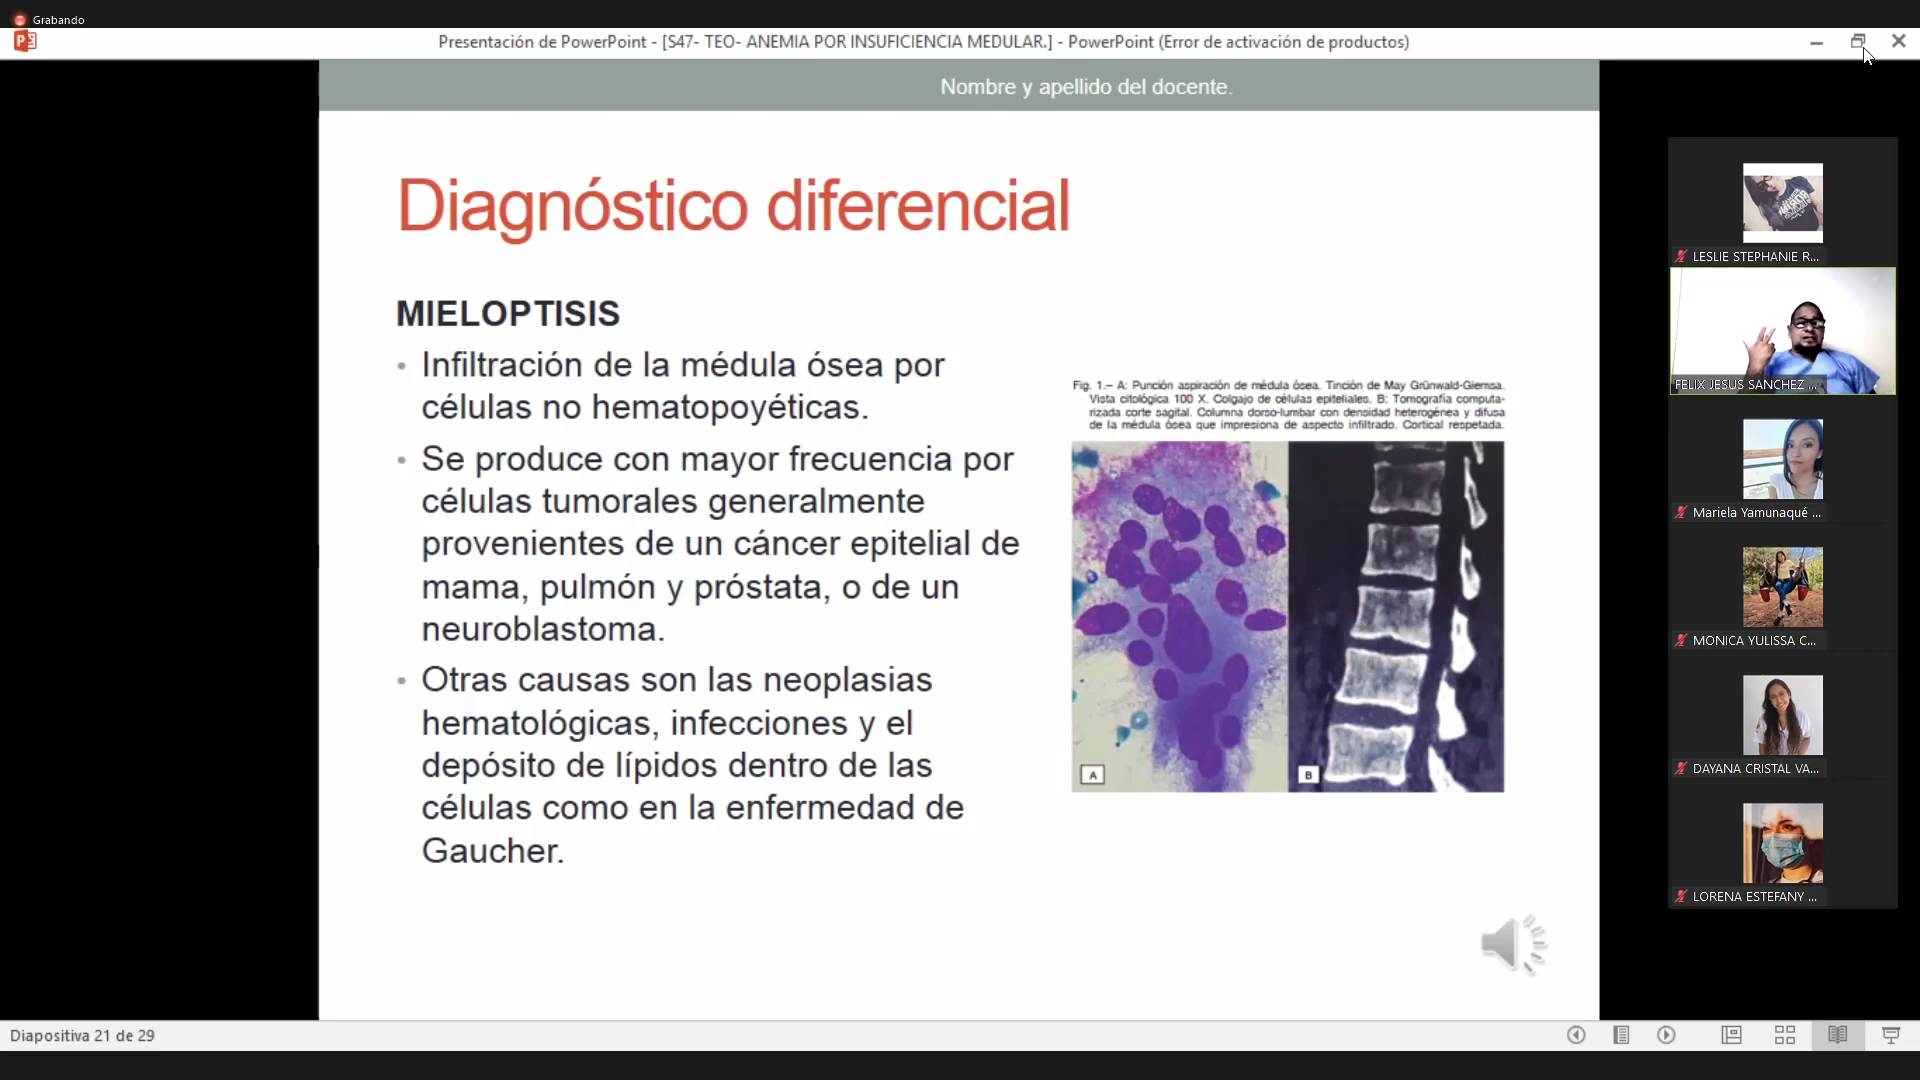 Grabando
Presentación de PowerPoint - [S47- TEO- ANEMIA POR INSUFICIENCIA MEDULAR.] - PowerPoint (Error de activación de productos)
Nombre y apellido del docente.
Diagnóstico diferencial
MIELOPTISIS
• Infiltración de la médula ósea por
células no hematopoyéticas.
• Se produce con mayor frecuencia por
células tumorales generalmente
provenientes de un cáncer epitelial de
mama, pulmón y próstata, o de un
neuroblastoma.
• Otras causas son las neoplasias
hematológicas, infecciones y el
depósito de lípidos dentro de las
células como en la enfermedad de
Gaucher.
Fig. 1.– A: Punción aspiración de médula ósea. Tinción de May Grünwald-Giemsa.
Vista citológica 100 X. Colgajo de células epiteliales. B: Tomografía computa-
rizada corte sagital. Columna dorso-lumbar con densidad heterogénea y difusa
de la médula ósea que impresiona de aspecto infiltrado. Cortical respetada.
A
B
LESLIE STEPHANIE R...
FELIX JESUS SANCHEZ ...
Mariela Yamunaqué ...
MONICA YULISSA C...
DAYANA CRISTAL VA...
LORENA ESTEFANY ...
Diapositiva 21 de 29